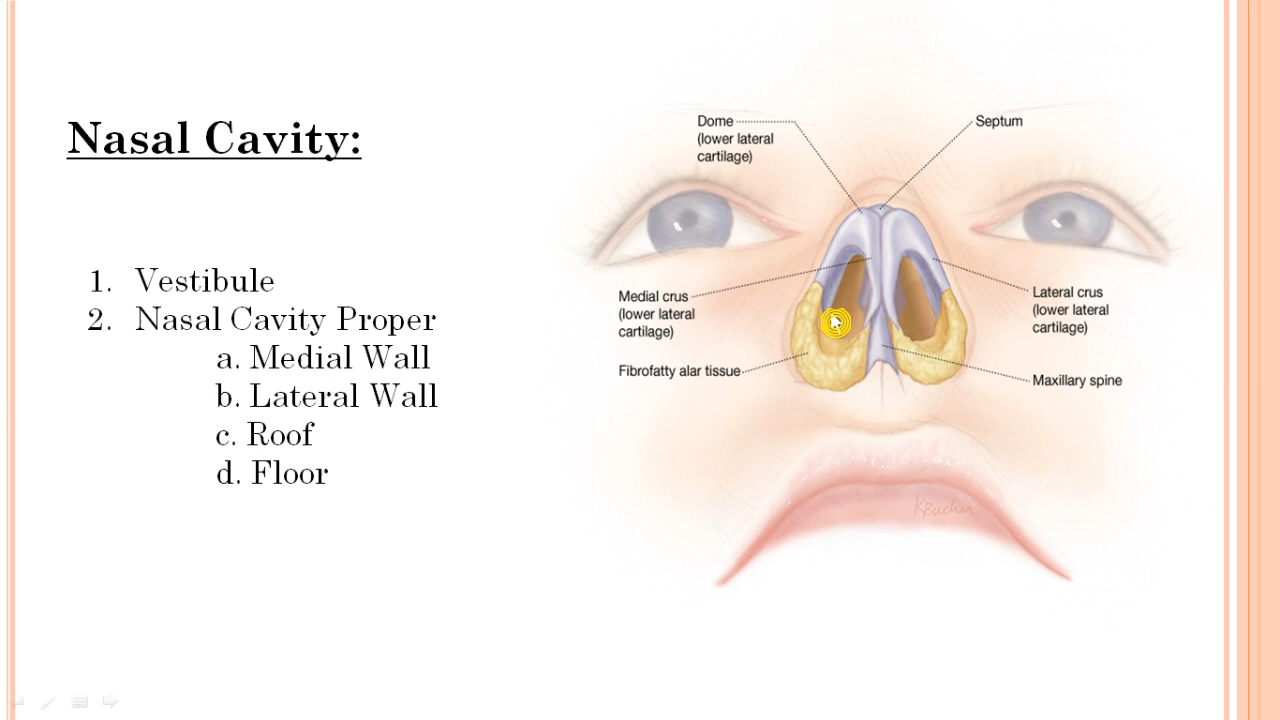 Nasal Cavity:
1. Vestibule
2. Nasal Cavity Proper
a. Medial Wall
b. Lateral Wall
c. Roof
d. Floor
Dome
(lower lateral
cartilage)
Septum
Medial crus
(lower lateral
cartilage)
Fibrofatty alar tissue
Lateral crus
(lower lateral
cartilage)
Maxillary spine
KBucher